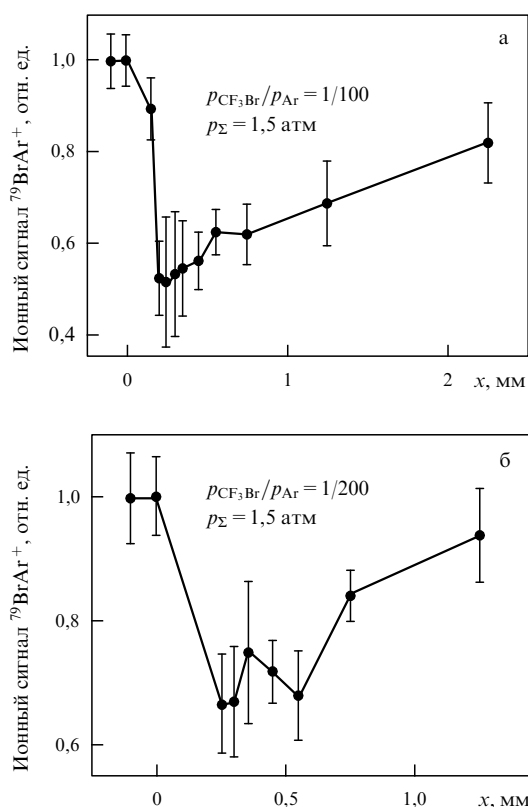 а
1,0
0,8
0,6
0,4
Ионный сигнал ⁷⁹BrAr⁺, отн. ед.
p_CF₃Br/p_Ar = 1/100
p_Σ = 1,5 атм
0 1 2 x, мм
б
1,0
0,8
0,6
Ионный сигнал ⁷⁹BrAr⁺, отн. ед.
p_CF₃Br/p_Ar = 1/200
p_Σ = 1,5 атм
0 0,5 1,0 x, мм